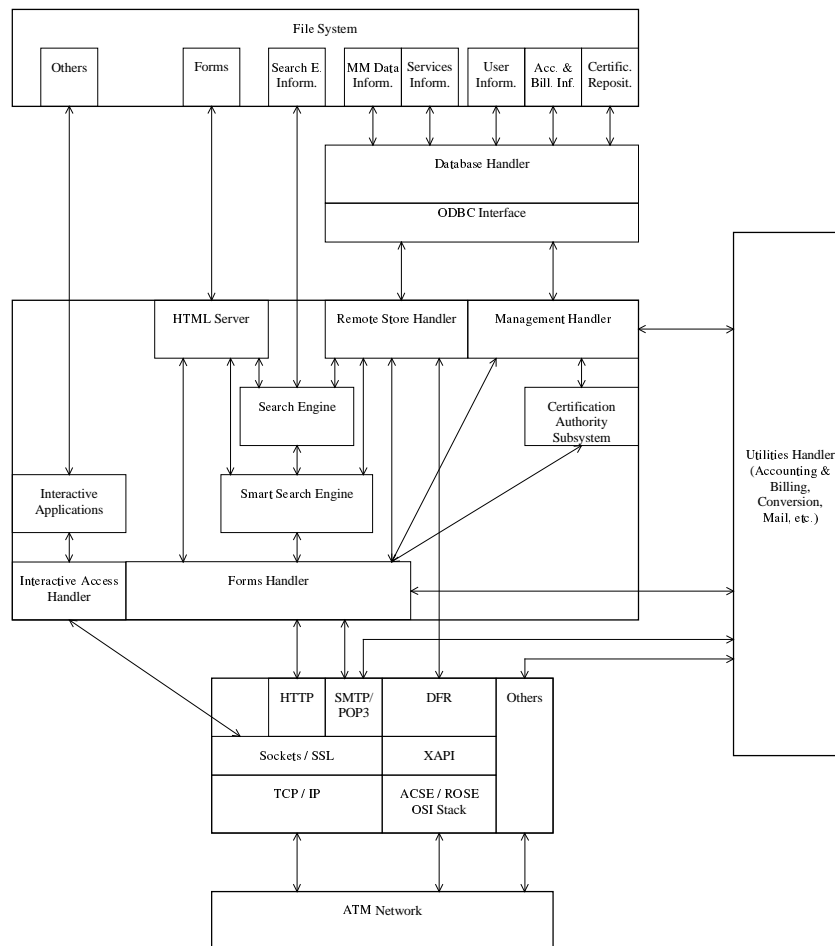 File System
Others
Forms
Search E.
Inform.
MM Data
Inform.
Services
Inform.
User
Inform.
Acc. &
Bill. Inf.
Certific.
Reposit.
Database Handler
ODBC Interface
HTML Server
Remote Store Handler
Management Handler
Search Engine
Certification
Authority
Subsystem
Utilities Handler
(Accounting &
Billing,
Conversion,
Mail, etc.)
Interactive
Applications
Smart Search Engine
Interactive Access
Handler
Forms Handler
HTTP
SMTP/
POP3
DFR
Others
Sockets / SSL
XAPI
TCP / IP
ACSE / ROSE
OSI Stack
ATM Network